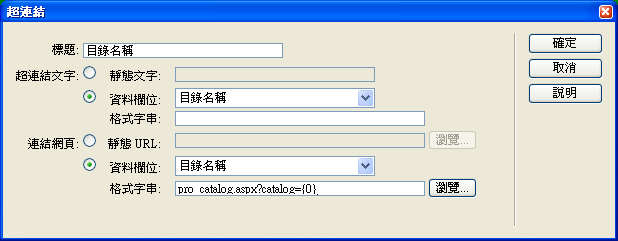 超連結
標題: 目錄名稱 確定
超連結文字: 靜態文字: 取消
資料欄位: 目錄名稱 說明
格式字串:
連結網頁: 靜態 URL: 瀏覽...
資料欄位: 目錄名稱
格式字串: pro_catalog.aspx?catalog={0} 瀏覽...